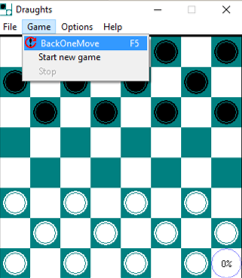 Draughts
File Game Options Help
BackOneMove F5
Start new game
Stop
0%